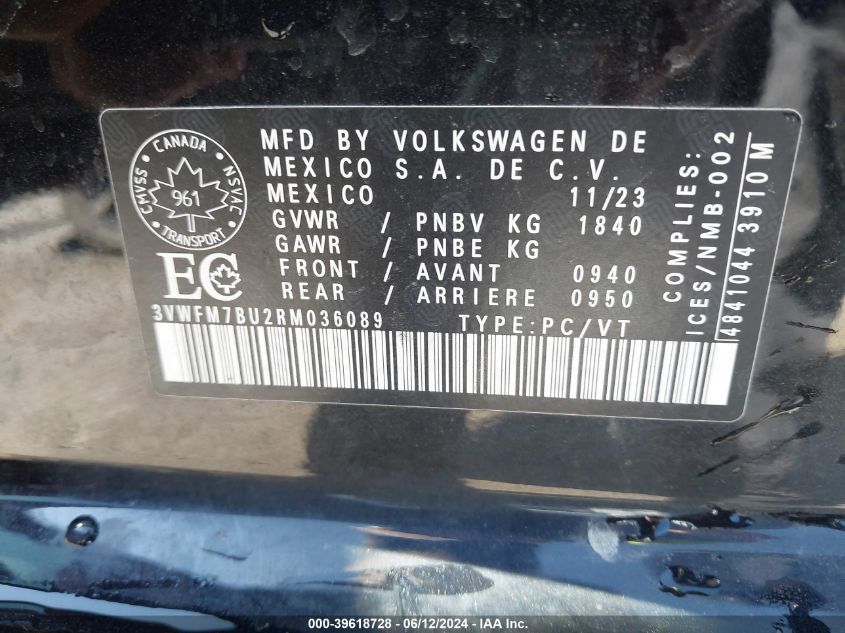 MFD BY VOLKSWAGEN DE
MEXICO S.A. DE C.V.
MEXICO 11/23
GVWR / PNBV KG 1840
GAWR / PNBE KG
FRONT / AVANT 0940
REAR / ARRIERE 0950
3VWFM7BU2RM036089 TYPE:PC/VT
CANADA
CMVSS NSVAC
961
TRANSPORT
EC
COMPLIES:
ICES/NMB-002
4841044 3910M
000-39618728 - 06/12/2024 - IAA Inc.